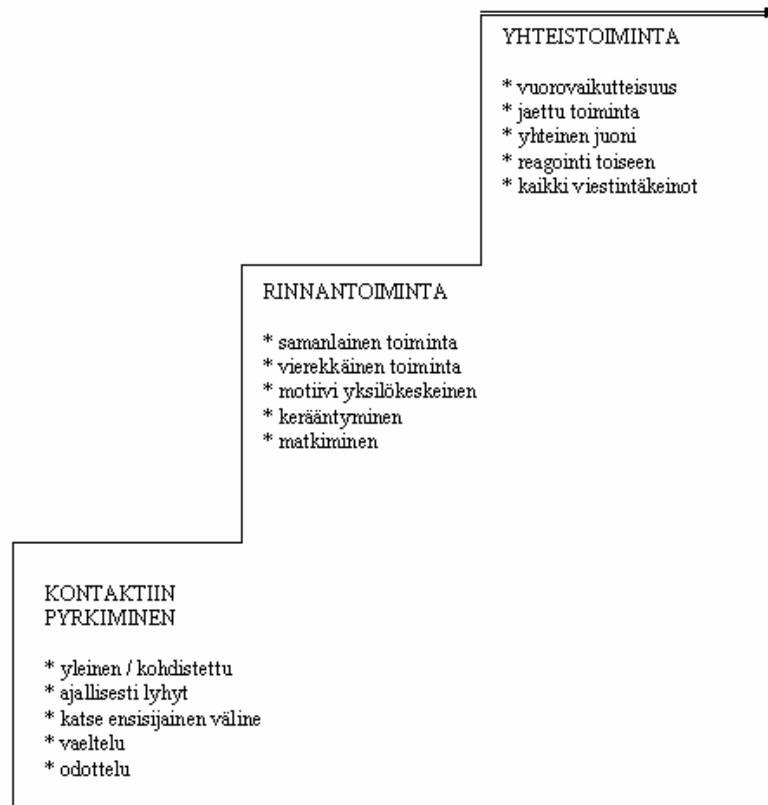 YHTEISTOIMINTA
* vuorovaikutteisuus
* jaettu toiminta
* yhteinen juoni
* reagointi toiseen
* kaikki viestintäkeinot
RINNANTOIMINTA
* samanlainen toiminta
* vierekkäinen toiminta
* motiivi yksilökeskeinen
* kerääntyminen
* matkiminen
KONTAKTIIN
PYRKIMINEN
* yleinen / kohdistettu
* ajallisesti lyhyt
* katse ensisijainen väline
* vaeltelu
* odottelu